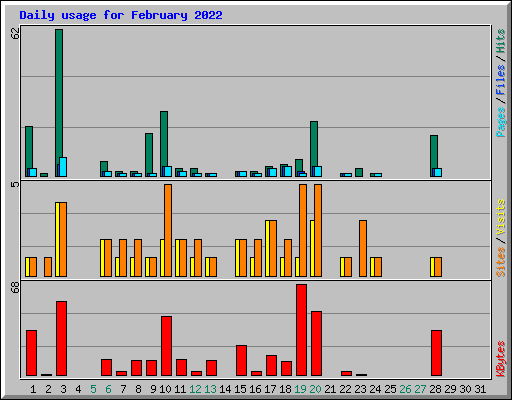 Daily usage for February 2022
62
Pages/Files/Hits
5
Sites/Visits
68
KBytes
1 2 3 4 5 6 7 8 9 10 11 12 13 14 15 16 17 18 19 20 21 22 23 24 25 26 27 28 29 30 31